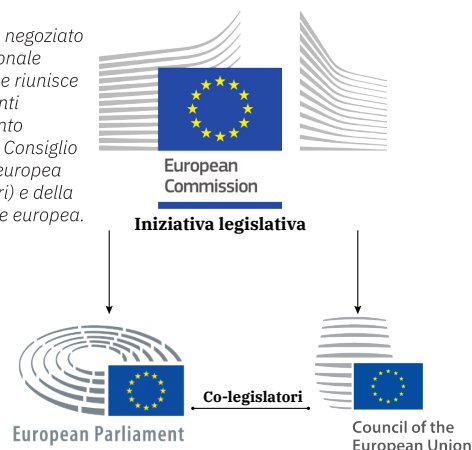 negoziato
onale
e riunisce
nti
nto
Consiglio
europea
ri) e della
e europea.
European
Commission
Iniziativa legislativa
Co-legislatori
European Parliament
Council of the
European Union